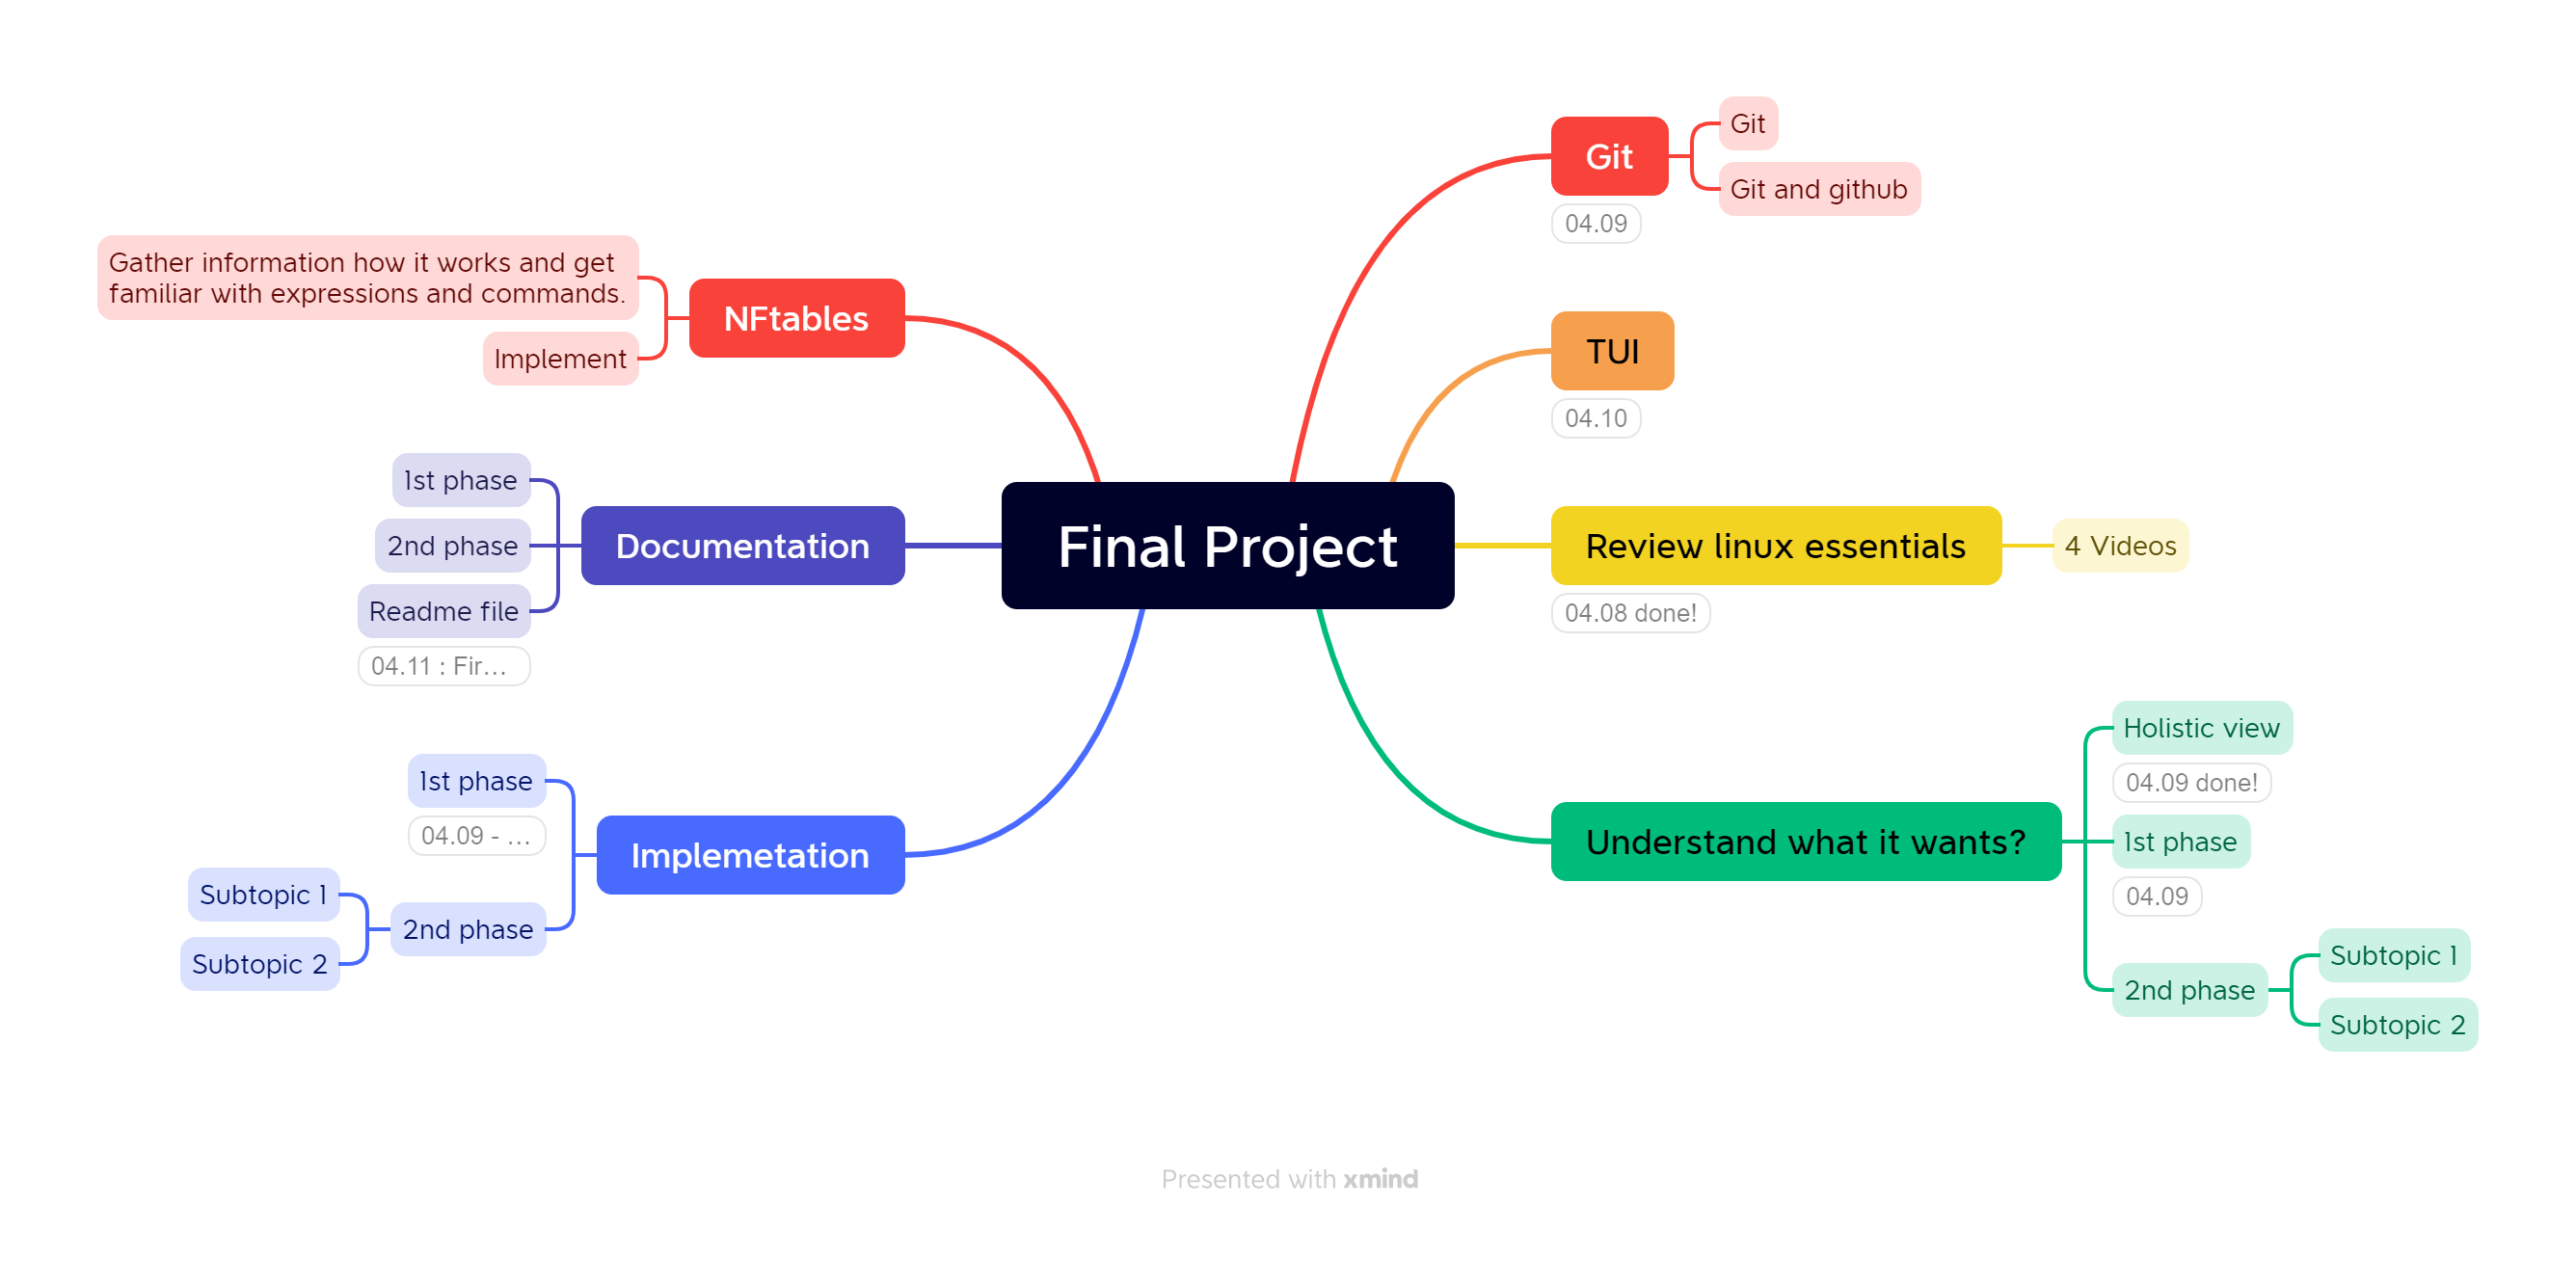 Git
Git
Git and github
04.09
TUI
04.10
Review linux essentials
4 Videos
04.08 done!
Understand what it wants?
Holistic view
04.09 done!
1st phase
04.09
2nd phase
Subtopic 1
Subtopic 2
Final Project
NFtables
Gather information how it works and get
familiar with expressions and commands.
Implement
Documentation
1st phase
2nd phase
Readme file
04.11 : Fir...
Implemetation
1st phase
04.09 - ...
2nd phase
Subtopic 1
Subtopic 2
Presented with xmind